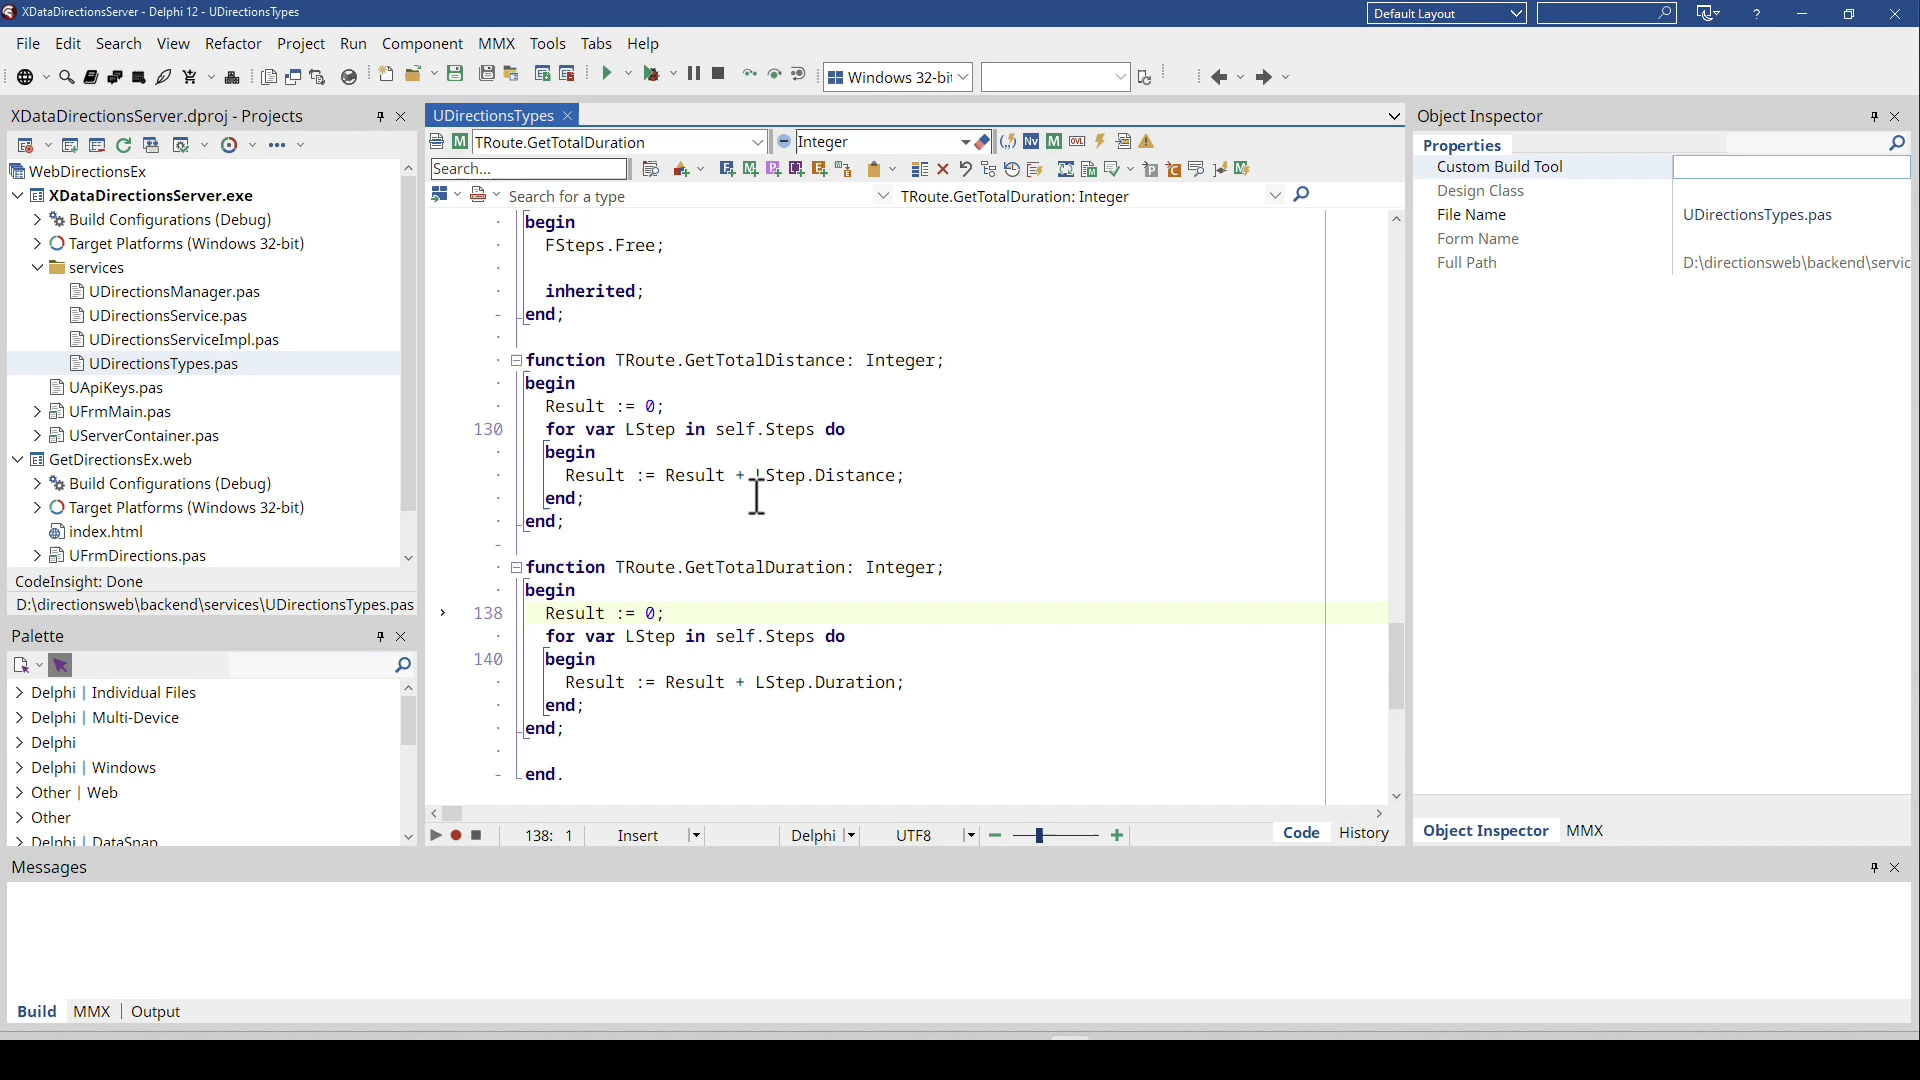 XDataDirectionsServer - Delphi 12 - UDirectionsTypes
Default Layout
?
File Edit Search View Refactor Project Run Component MMX Tools Tabs Help
Windows 32-bit
XDataDirectionsServer.dproj - Projects
WebDirectionsEx
XDataDirectionsServer.exe
Build Configurations (Debug)
Target Platforms (Windows 32-bit)
services
UDirectionsManager.pas
UDirectionsService.pas
UDirectionsServiceImpl.pas
UDirectionsTypes.pas
UApiKeys.pas
UFrmMain.pas
UServerContainer.pas
GetDirectionsEx.web
Build Configurations (Debug)
Target Platforms (Windows 32-bit)
index.html
UFrmDirections.pas
CodeInsight: Done
D:\directionsweb\backend\services\UDirectionsTypes.pas
Palette
Delphi | Individual Files
Delphi | Multi-Device
Delphi
Delphi | Windows
Other | Web
Other
Delphi | DataSnap
UDirectionsTypes
TRoute.GetTotalDuration
Integer
Search...
Search for a type
TRoute.GetTotalDuration: Integer
begin
FSteps.Free;
inherited;
end;
function TRoute.GetTotalDistance: Integer;
begin
Result := 0;
130 for var LStep in self.Steps do
begin
Result := Result + LStep.Distance;
end;
end;
function TRoute.GetTotalDuration: Integer;
begin
138 Result := 0;
for var LStep in self.Steps do
140 begin
Result := Result + LStep.Duration;
end;
end;
end.
138: 1 Insert Delphi UTF8
Code History
Object Inspector
Properties
Custom Build Tool
Design Class
File Name UDirectionsTypes.pas
Form Name
Full Path D:\directionsweb\backend\servic
Object Inspector MMX
Messages
Build MMX Output